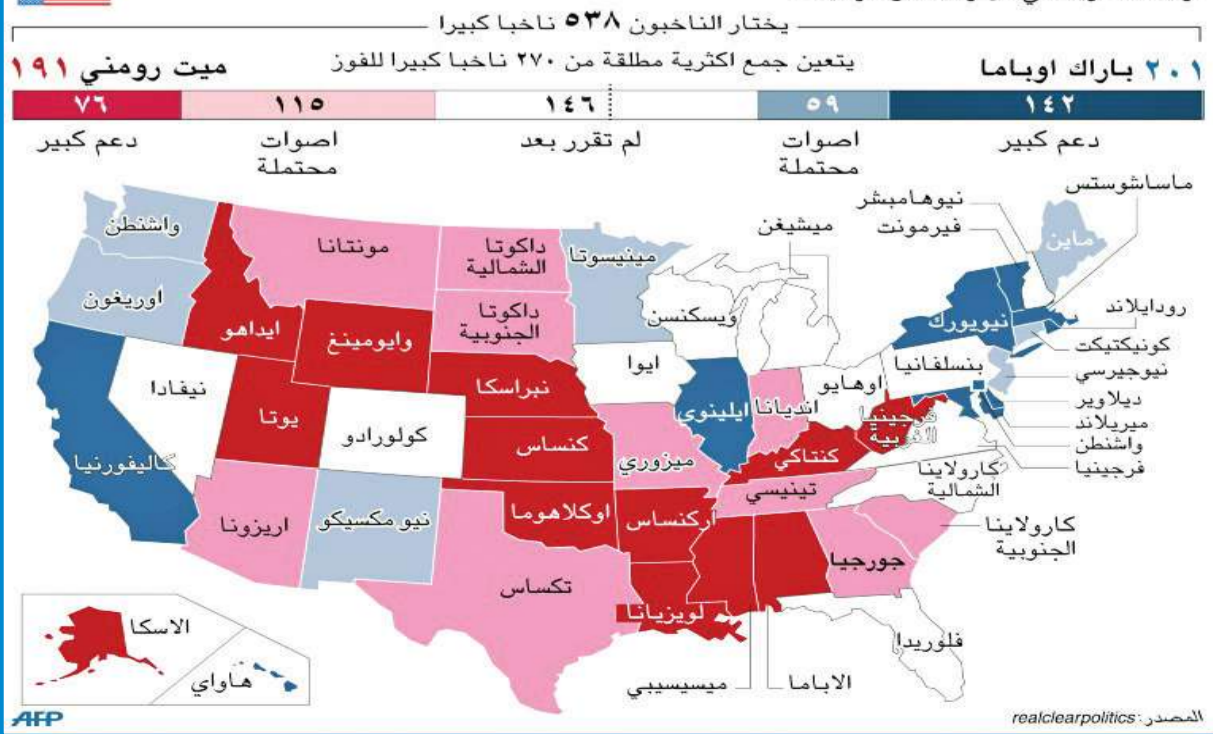 يختار الناخبون ٥٣٨ ناخبا كبيرا
٢٠١ باراك اوباما
يتعين جمع اكثرية مطلقة من ٢٧٠ ناخبا كبيرا للفوز
ميت رومني ١٩١
١٤٢
٥٩
١٤٦
١١٥
٧٦
دعم كبير
اصوات
محتملة
لم تقرر بعد
اصوات
محتملة
دعم كبير
ماساشوستس
نيوهامبشر
فيرمونت
ميشيغن
ماين
واشنطن
مونتانا
داكوتا
الشمالية
مينيسوتا
اوريغون
ايداهو
وايومينغ
داكوتا
الجنوبية
ويسكنسن
نيويورك
رودايلاند
كونيكتيكت
نيوجيرسي
ديلاوير
ميريلاند
واشنطن
فرجينيا
بنسلفانيا
اوهايو
ايوا
نبراسكا
نيفادا
يوتا
كولورادو
كنساس
ميزوري
ايلينوي
انديانا
فرجينيا
الغربية
كنتاكي
كاليفورنيا
كارولاينا
الشمالية
تينيسي
اركنساس
اوكلاهوما
نيو مكسيكو
اريزونا
كارولاينا
الجنوبية
جورجيا
تكساس
لويزيانا
فلوريدا
الاباما
ميسيسيبي
الاسكا
هاواي
AFP
المصدر: realclearpolitics